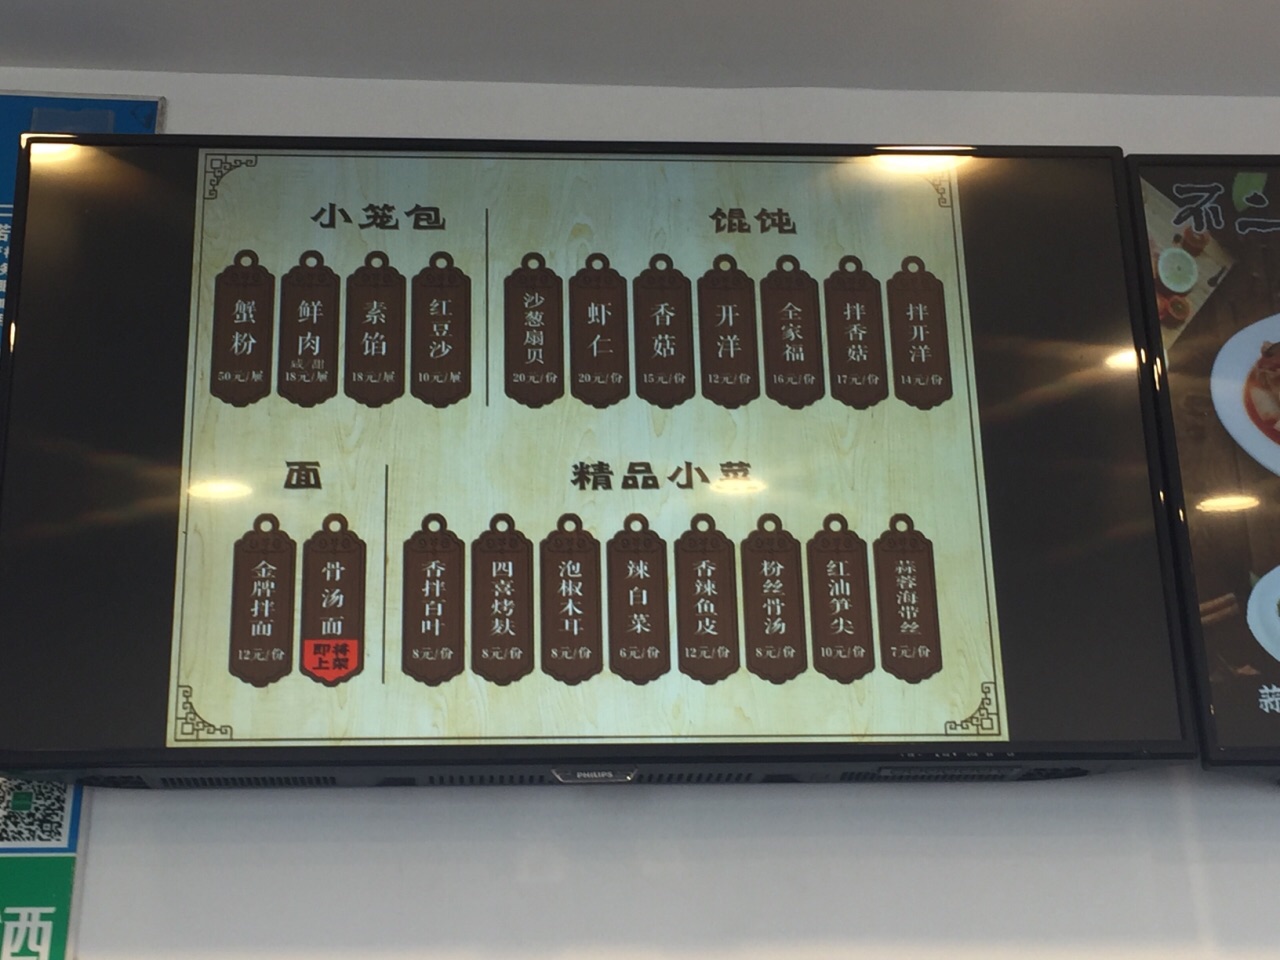 小笼包
馄饨
蟹粉
50元/屉
鲜肉
咸/甜
18元/屉
素馅
18元/屉
红豆沙
10元/屉
沙葱扇贝
20元/份
虾仁
20元/份
香菇
15元/份
开洋
12元/份
全家福
16元/份
拌香菇
17元/份
拌开洋
14元/份
面
精品小菜
金牌拌面
12元/份
骨汤面
即将
上架
香拌百叶
8元/份
四喜烤麸
8元/份
泡椒木耳
8元/份
辣白菜
6元/份
香辣鱼皮
12元/份
粉丝骨汤
8元/份
红油笋尖
10元/份
蒜蓉海带丝
7元/份
PHILIPS
不二
蒜
西